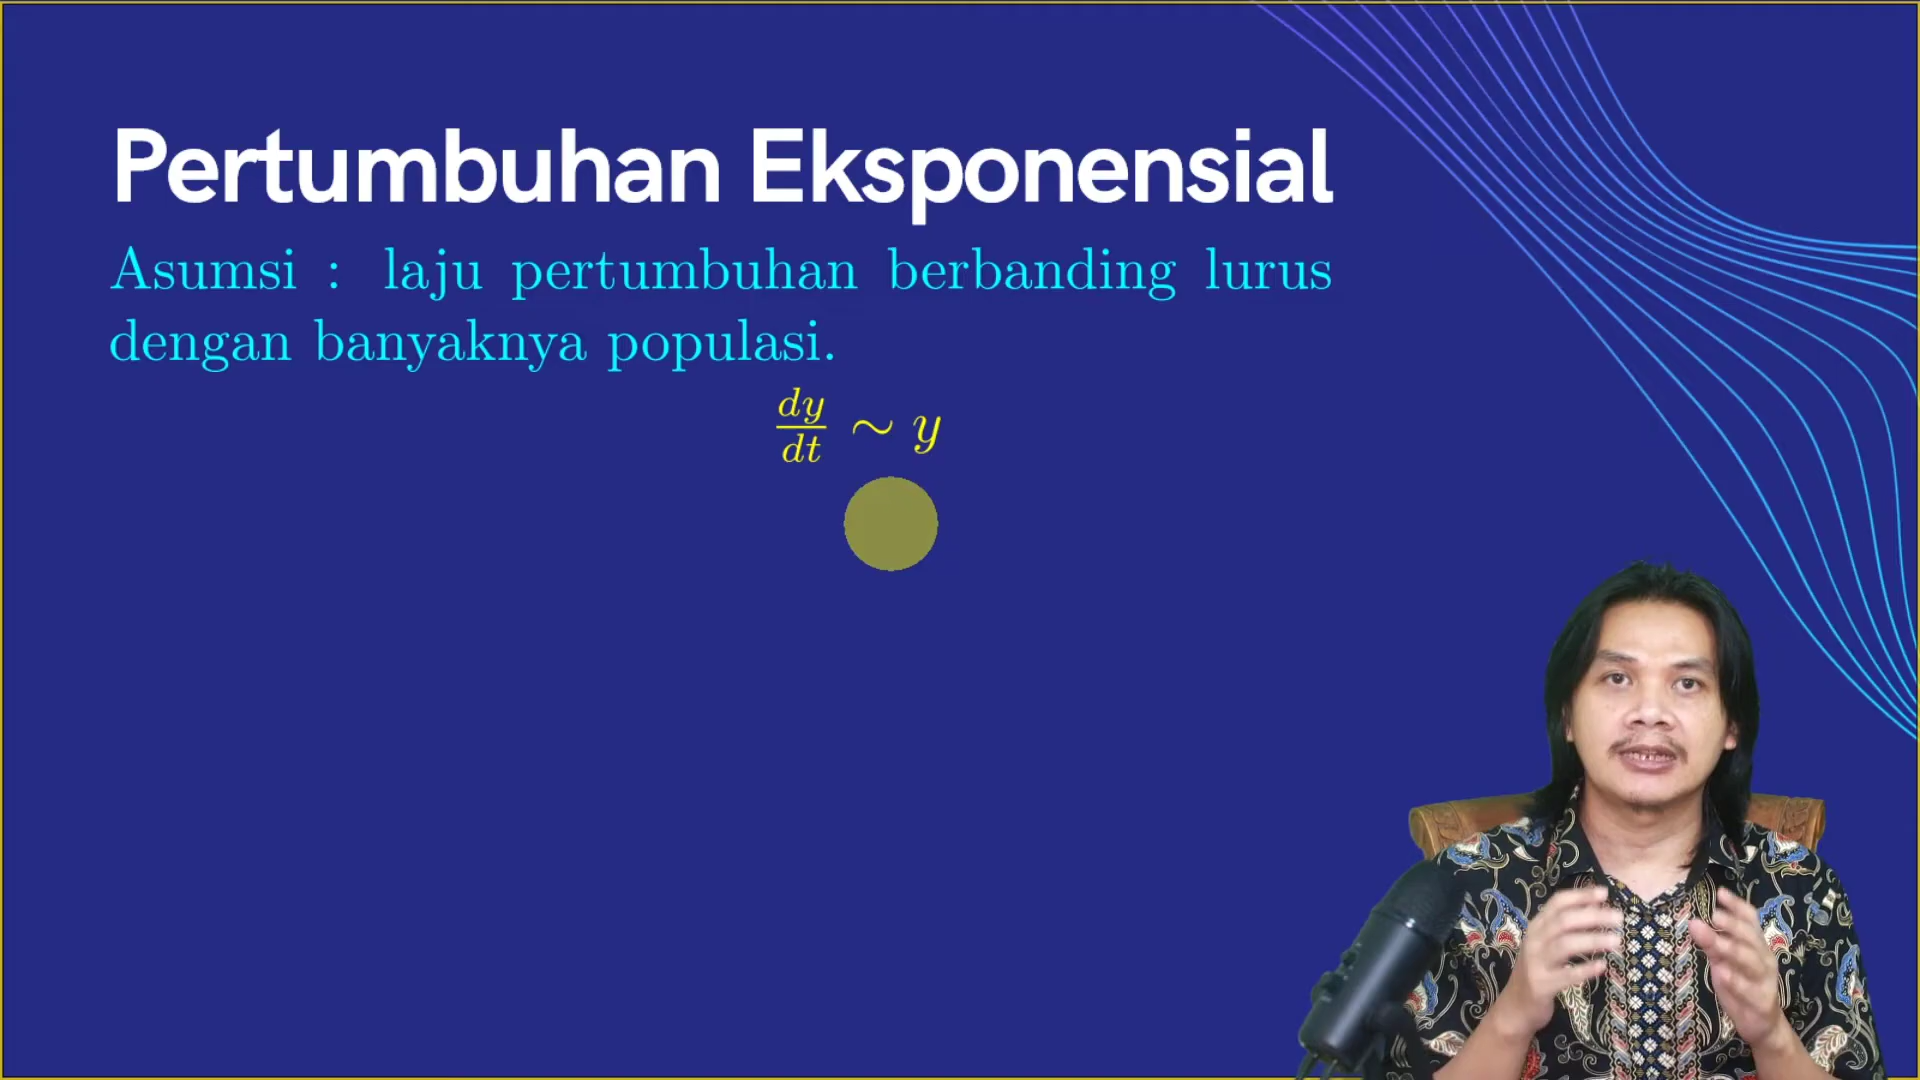 Pertumbuhan Eksponensial
Asumsi : laju pertumbuhan berbanding lurus
dengan banyaknya populasi.
dy/dt ∼ y